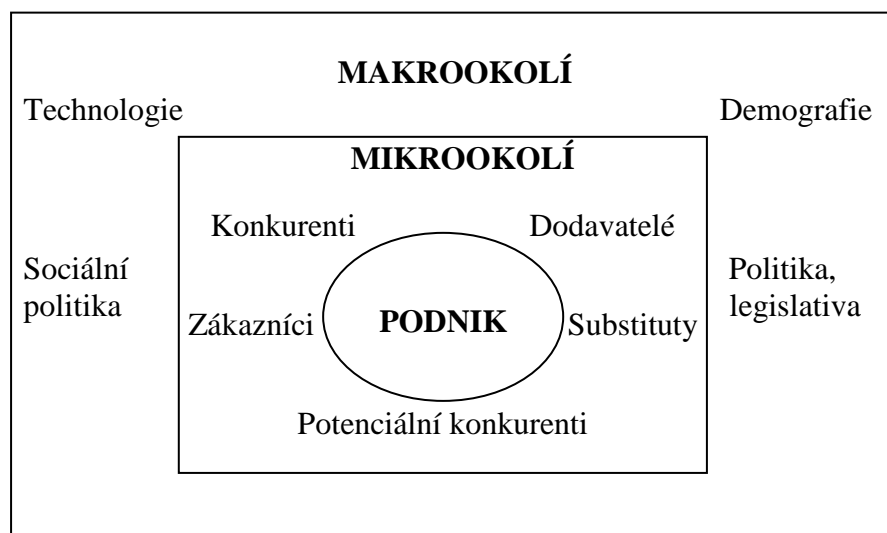 MAKROOKOLÍ
Technologie
Demografie
MIKROOKOLÍ
Konkurenti
Dodavatelé
Sociální
politika
Politika,
legislativa
Zákazníci
PODNIK
Substituty
Potenciální konkurenti